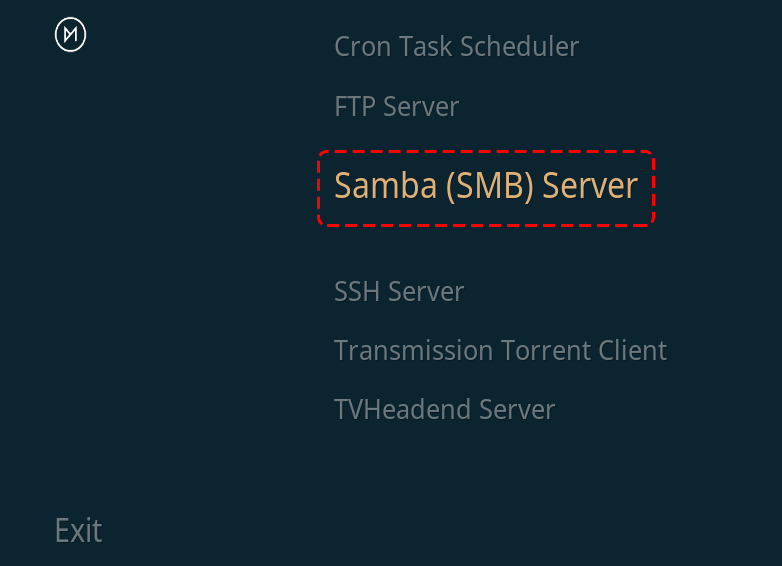 Cron Task Scheduler
FTP Server
Samba (SMB) Server
SSH Server
Transmission Torrent Client
TVHeadend Server
Exit